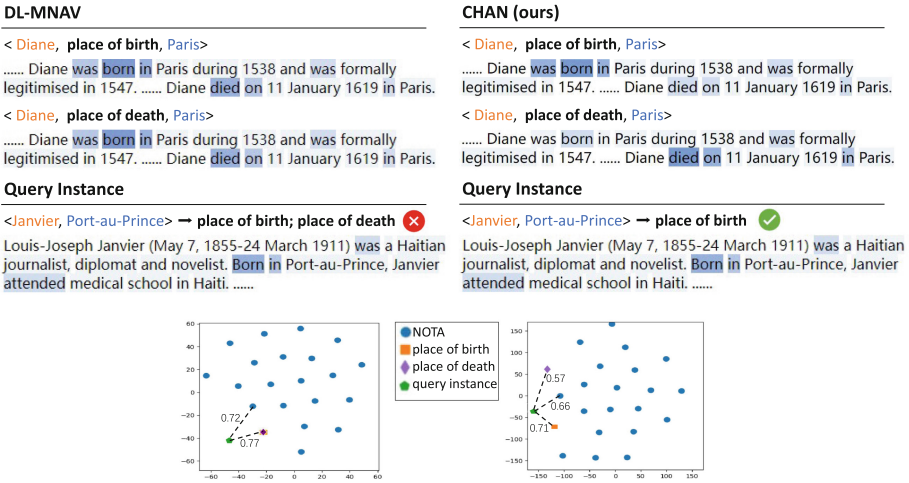 DL-MNAV
< Diane, place of birth, Paris>
...... Diane was born in Paris during 1538 and was formally
legitimised in 1547. ...... Diane died on 11 January 1619 in Paris.
< Diane, place of death, Paris>
...... Diane was born in Paris during 1538 and was formally
legitimised in 1547. ...... Diane died on 11 January 1619 in Paris.
Query Instance
<Janvier, Port-au-Prince> ➞ place of birth; place of death
Louis-Joseph Janvier (May 7, 1855-24 March 1911) was a Haitian
journalist, diplomat and novelist. Born in Port-au-Prince, Janvier
attended medical school in Haiti. ......
CHAN (ours)
< Diane, place of birth, Paris>
...... Diane was born in Paris during 1538 and was formally
legitimised in 1547. ...... Diane died on 11 January 1619 in Paris.
< Diane, place of death, Paris>
...... Diane was born in Paris during 1538 and was formally
legitimised in 1547. ...... Diane died on 11 January 1619 in Paris.
Query Instance
<Janvier, Port-au-Prince> ➞ place of birth
Louis-Joseph Janvier (May 7, 1855-24 March 1911) was a Haitian
journalist, diplomat and novelist. Born in Port-au-Prince, Janvier
attended medical school in Haiti. ......
60
40
20
0
−20
−40
−60
0.72
0.77
−60 −40 −20 0 20 40 60
NOTA
place of birth
place of death
query instance
150
100
50
0
−50
−100
−150
0.57
0.66
0.71
−150 −100 −50 0 50 100 150